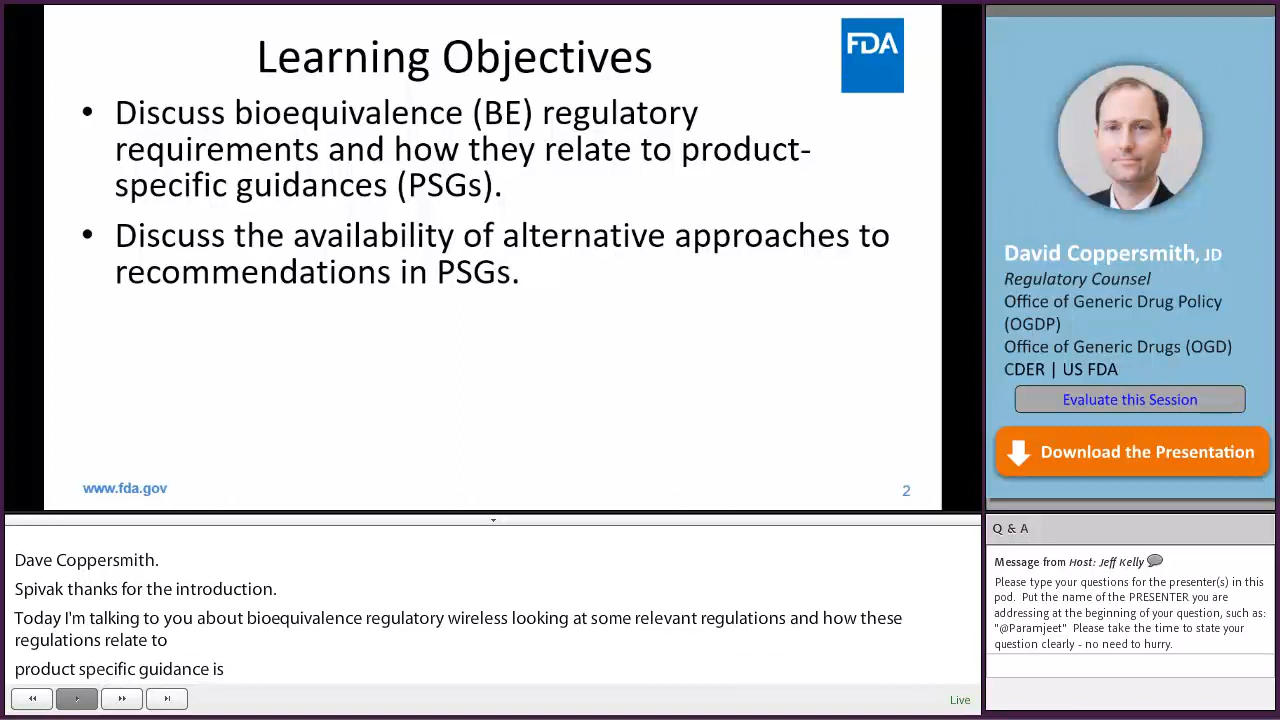 Learning Objectives
FDA
• Discuss bioequivalence (BE) regulatory
requirements and how they relate to product-
specific guidances (PSGs).
• Discuss the availability of alternative approaches to
recommendations in PSGs.
www.fda.gov
2
David Coppersmith, JD
Regulatory Counsel
Office of Generic Drug Policy
(OGDP)
Office of Generic Drugs (OGD)
CDER | US FDA
Evaluate this Session
Download the Presentation
Dave Coppersmith.
Spivak thanks for the introduction.
Today I'm talking to you about bioequivalence regulatory wireless looking at some relevant regulations and how these
regulations relate to
product specific guidance is
Live
Q & A
Message from Host: Jeff Kelly
Please type your questions for the presenter(s) in this
pod. Put the name of the PRESENTER you are
addressing at the beginning of your question, such as:
"@Paramjeet" Please take the time to state your
question clearly - no need to hurry.